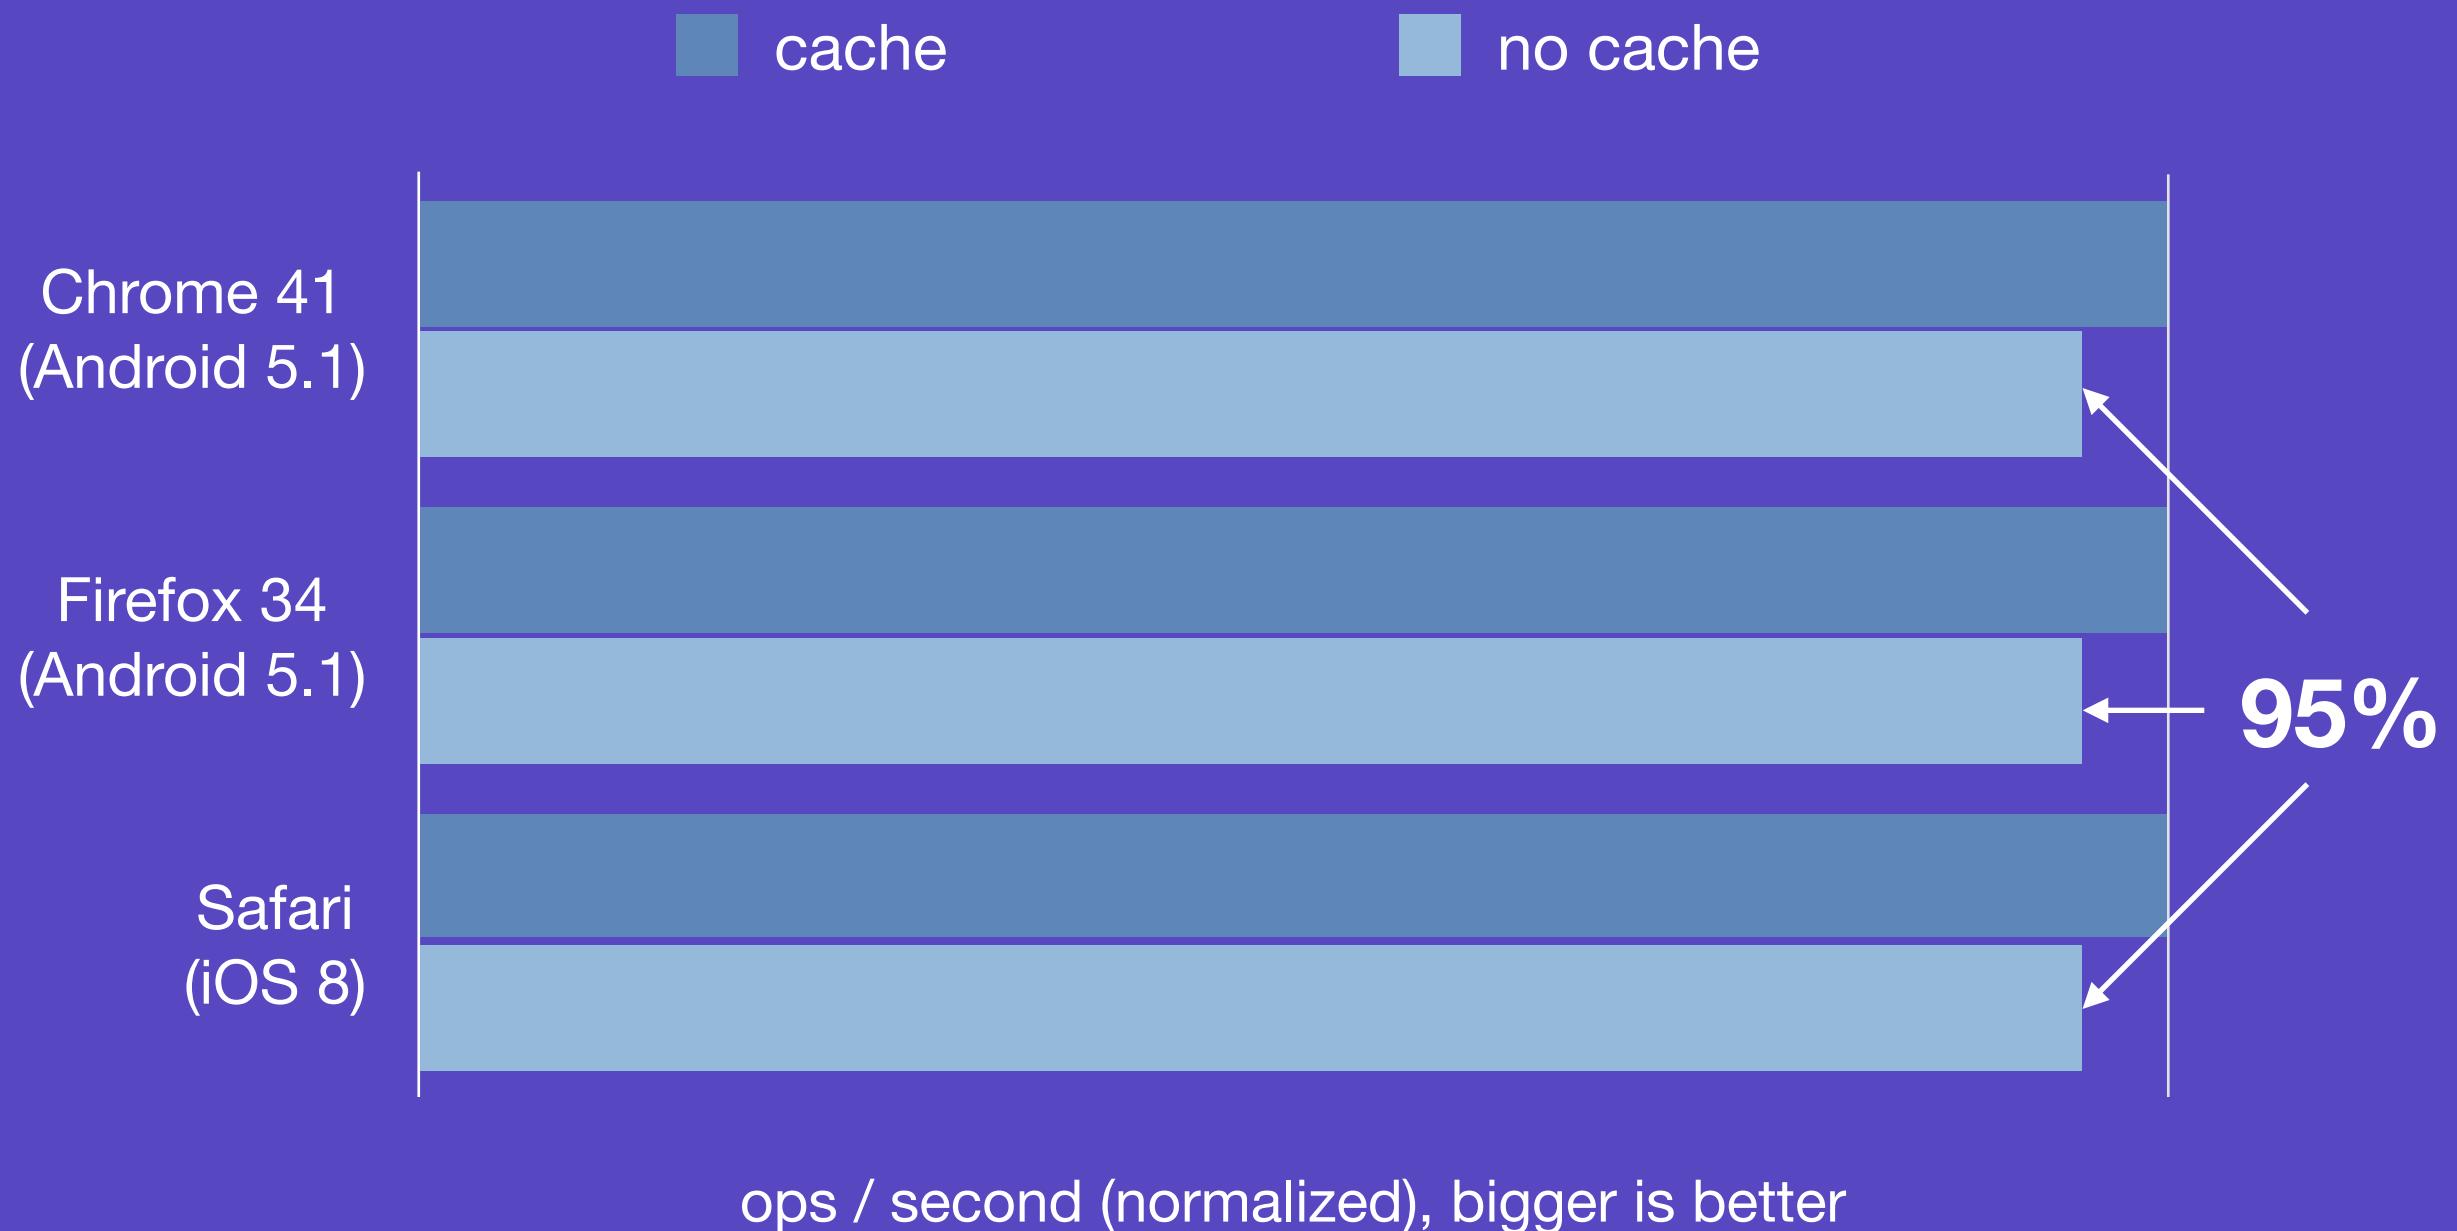 cache
no cache
Chrome 41
(Android 5.1)
Firefox 34
(Android 5.1)
95%
Safari
(iOS 8)
ops / second (normalized), bigger is better